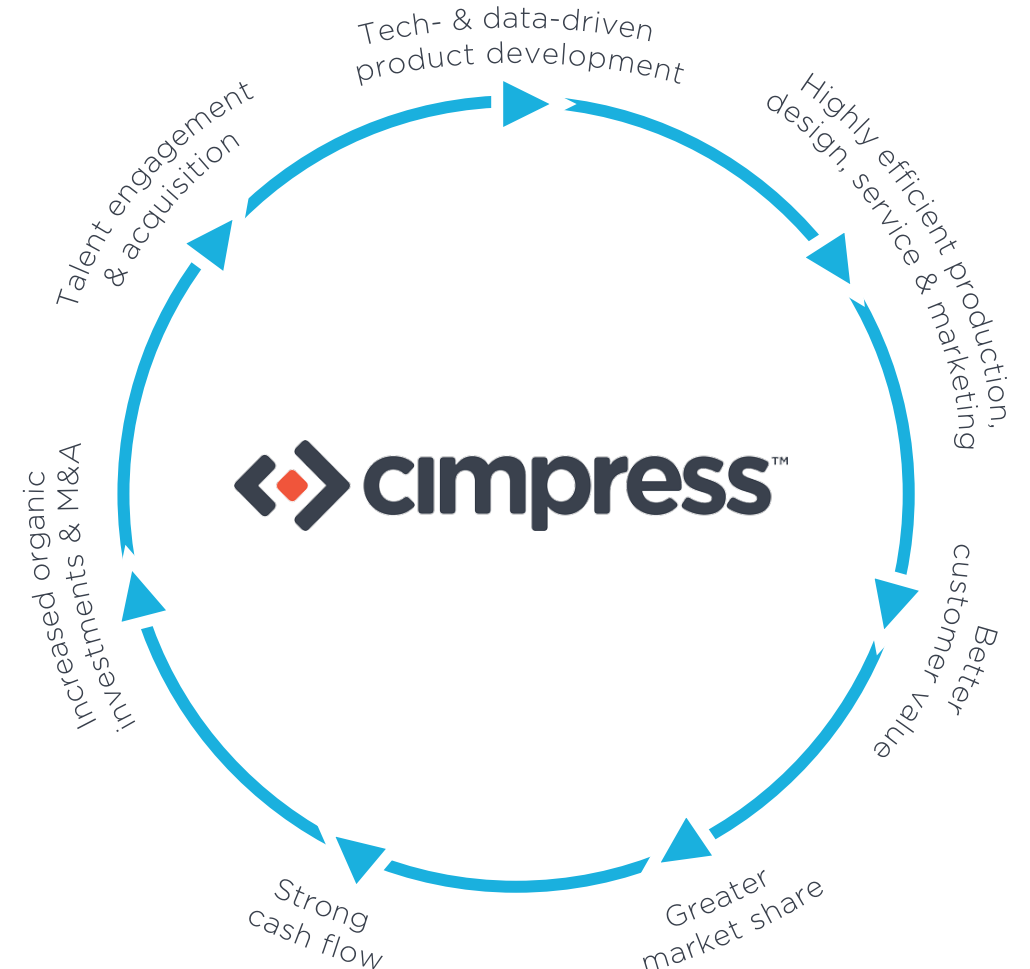 Tech- & data-driven
product development
Highly efficient production,
design, service & marketing
Better
customer value
Greater
market share
Strong
cash flow
Increased organic
investments & M&A
Talent engagement
& acquisition
cimpress™